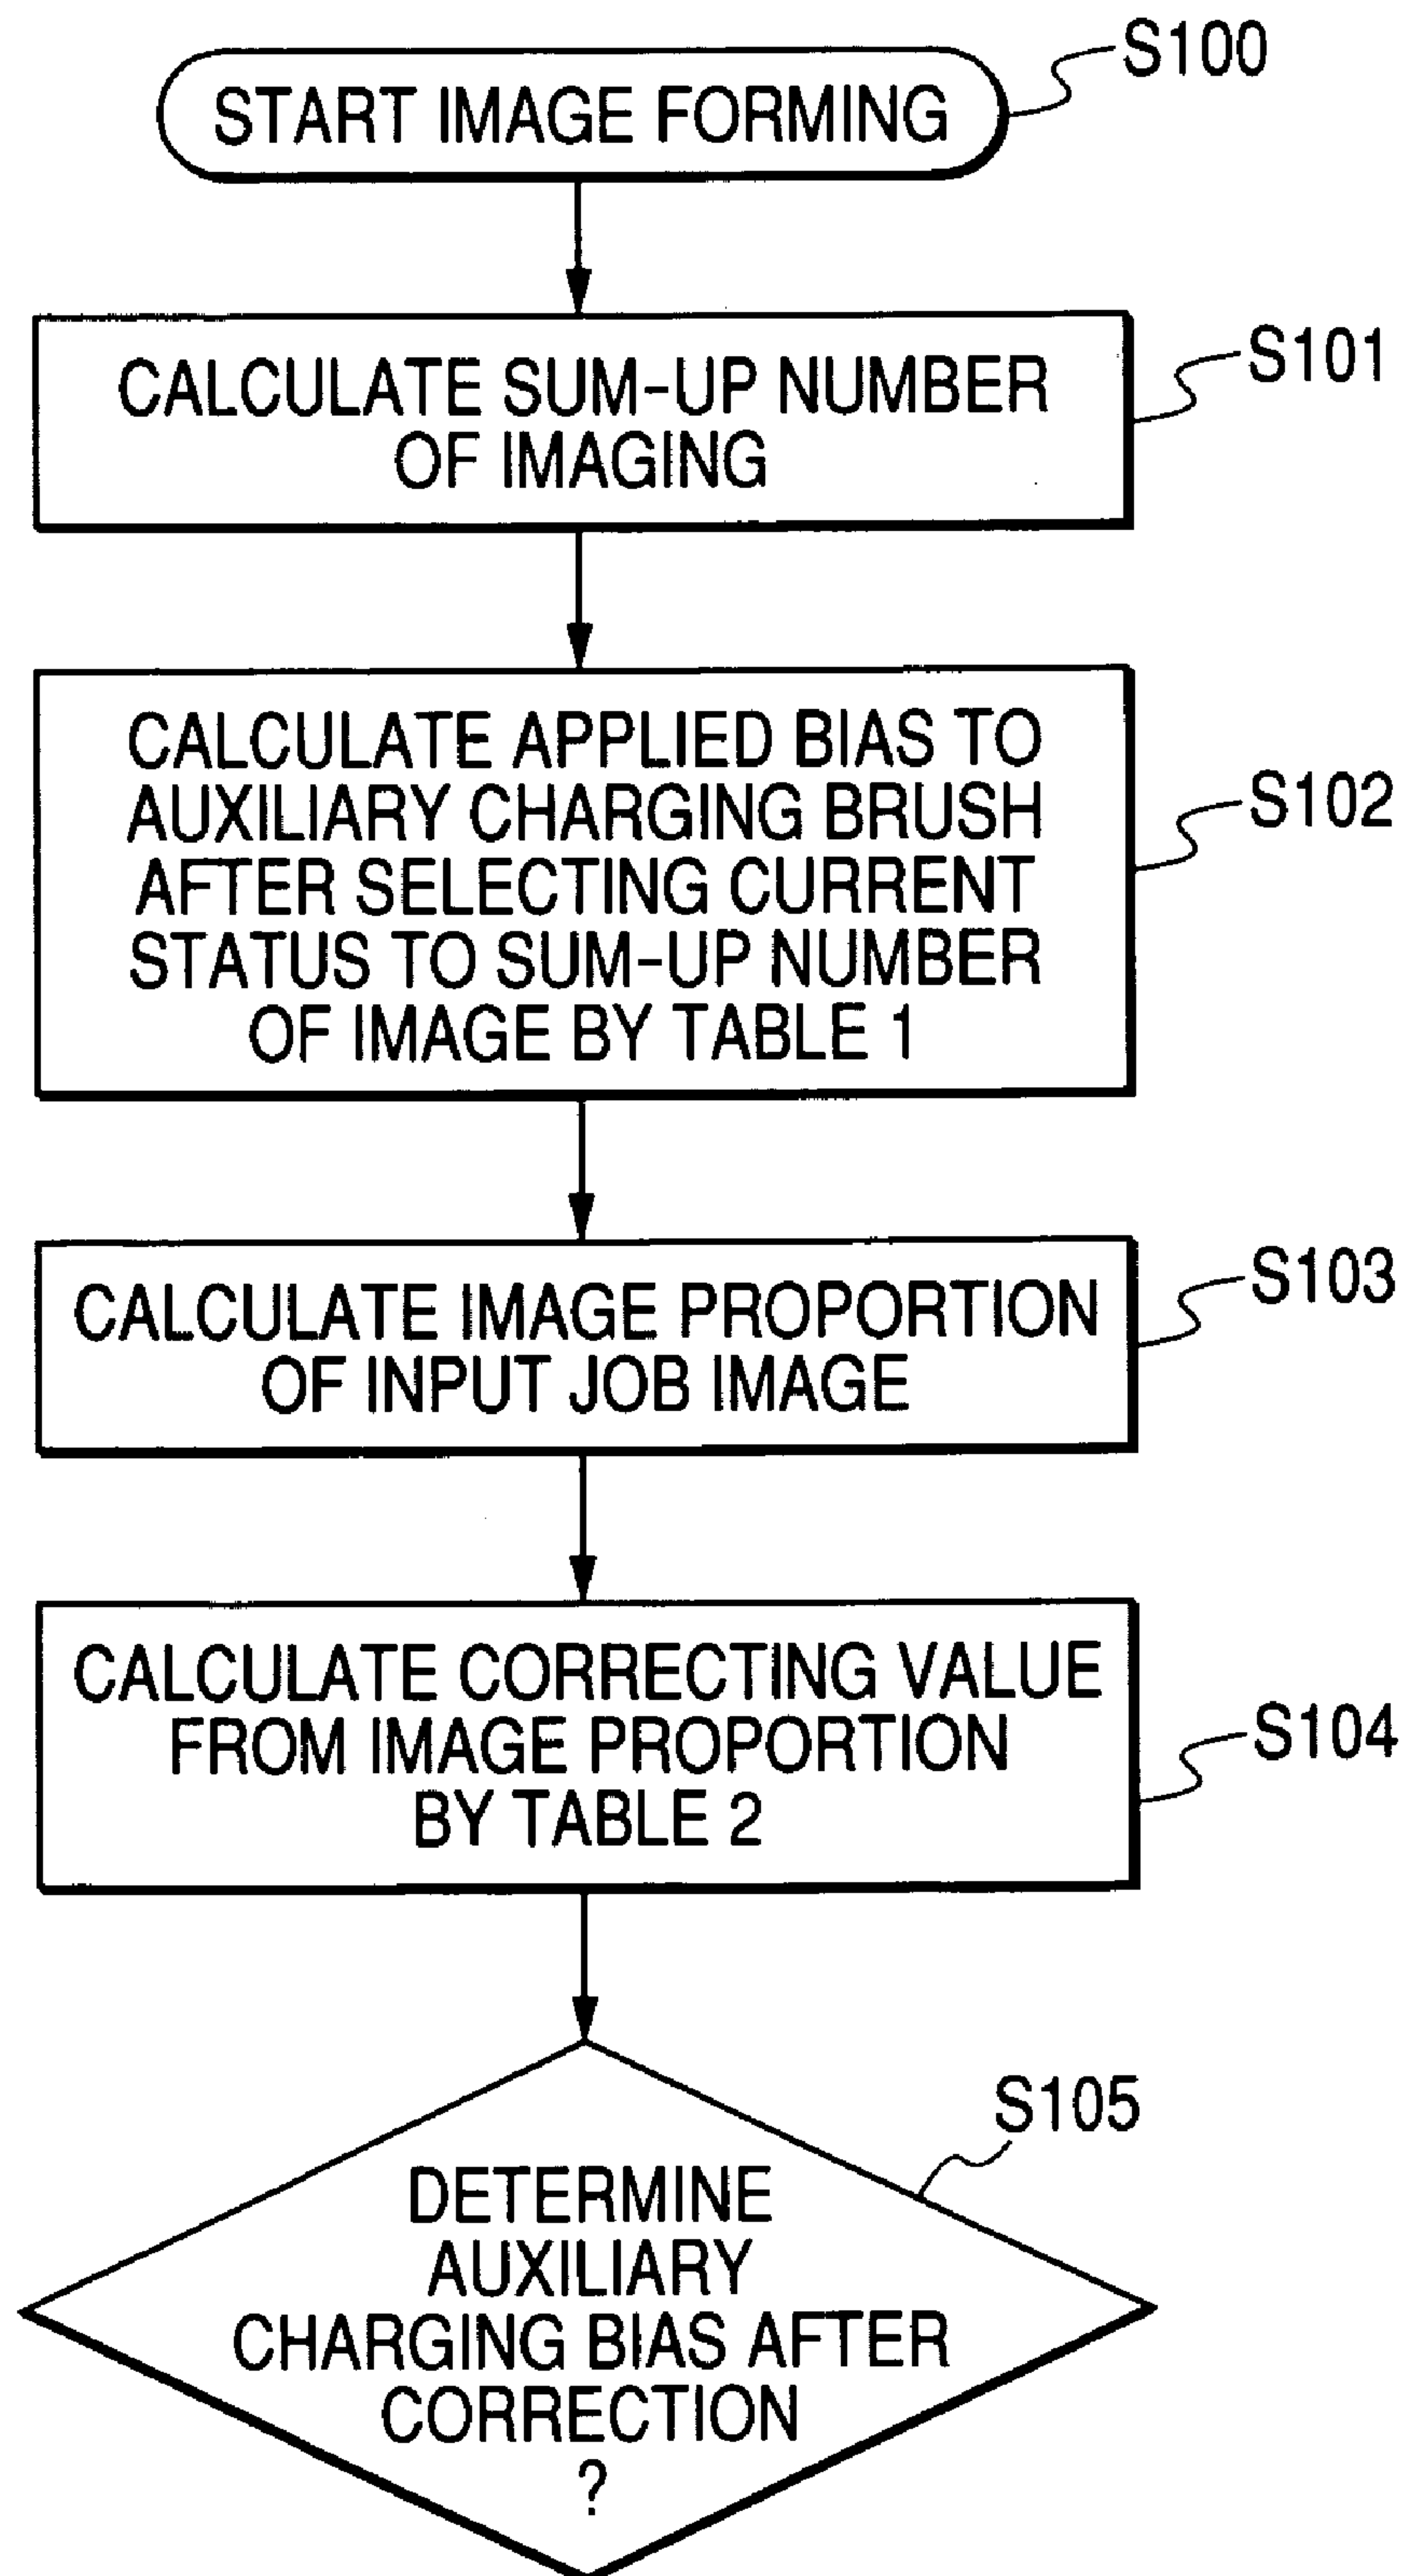 S100
START IMAGE FORMING
S101
CALCULATE SUM-UP NUMBER
OF IMAGING
S102
CALCULATE APPLIED BIAS TO
AUXILIARY CHARGING BRUSH
AFTER SELECTING CURRENT
STATUS TO SUM-UP NUMBER
OF IMAGE BY TABLE 1
S103
CALCULATE IMAGE PROPORTION
OF INPUT JOB IMAGE
S104
CALCULATE CORRECTING VALUE
FROM IMAGE PROPORTION
BY TABLE 2
S105
DETERMINE
AUXILIARY
CHARGING BIAS AFTER
CORRECTION
?